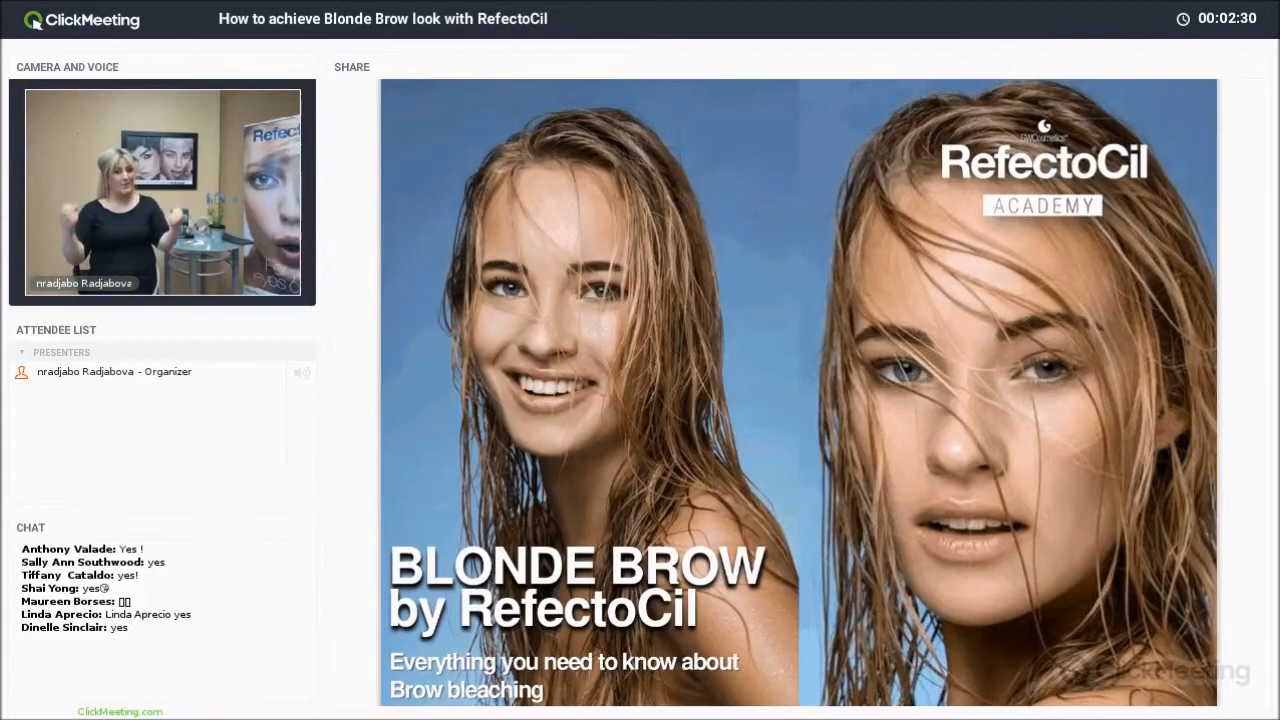 ClickMeeting
How to achieve Blonde Brow look with RefectoCil
00:02:30
CAMERA AND VOICE
Refect
nradjabo Radjabova
ATTENDEE LIST
PRESENTERS
nradjabo Radjabova - Organizer
CHAT
Anthony Valade: Yes !
Sally Ann Southwood: yes
Tiffany Cataldo: yes!
Shai Yong: yes😘
Maureen Borses:
Linda Aprecio: Linda Aprecio yes
Dinelle Sinclair: yes
ClickMeeting.com
SHARE
GWCosmetics®
RefectoCil
ACADEMY
BLONDE BROW
by RefectoCil
Everything you need to know about
Brow bleaching
ClickMeeting